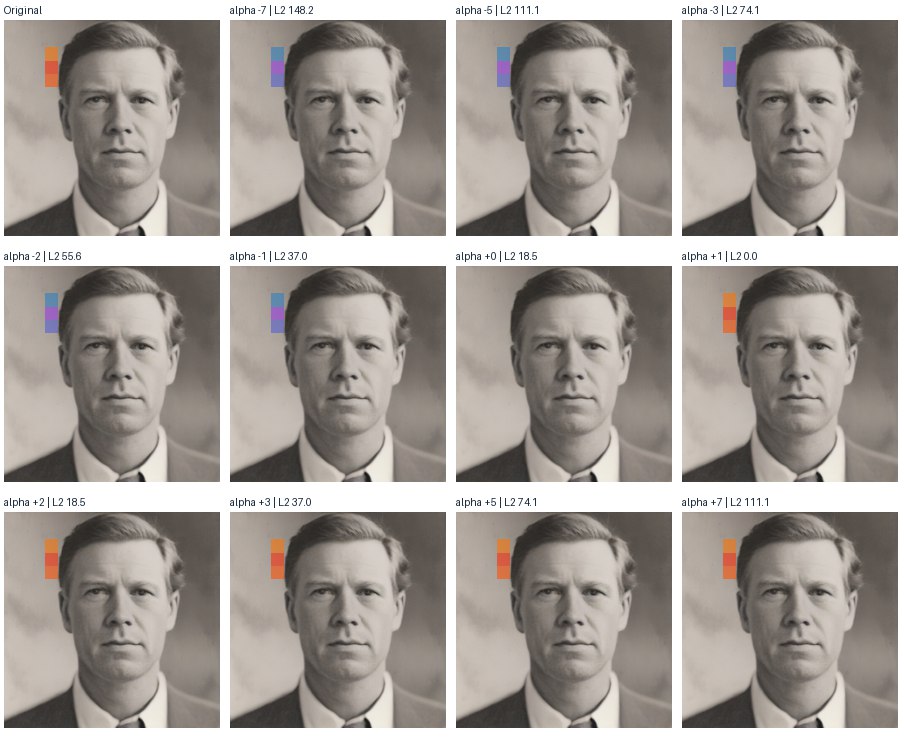 Original
alpha -7 | L2 148.2
alpha -5 | L2 111.1
alpha -3 | L2 74.1
alpha -2 | L2 55.6
alpha -1 | L2 37.0
alpha +0 | L2 18.5
alpha +1 | L2 0.0
alpha +2 | L2 18.5
alpha +3 | L2 37.0
alpha +5 | L2 74.1
alpha +7 | L2 111.1